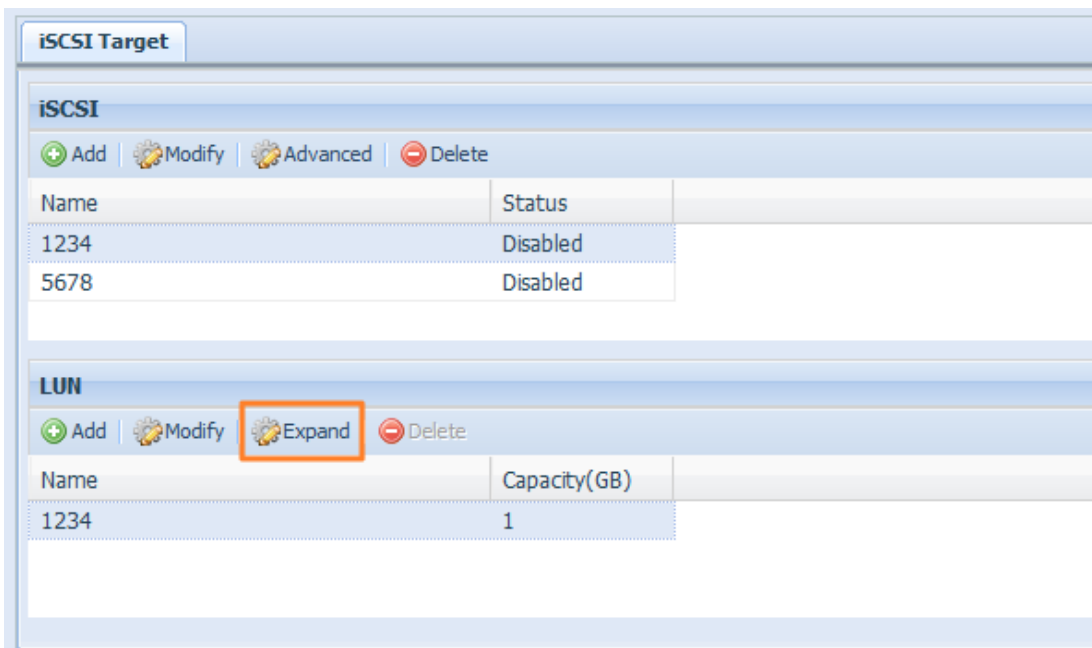 iSCSI Target
iSCSI
Add Modify Advanced Delete
Name Status
1234 Disabled
5678 Disabled
LUN
Add Modify Expand Delete
Name Capacity(GB)
1234 1